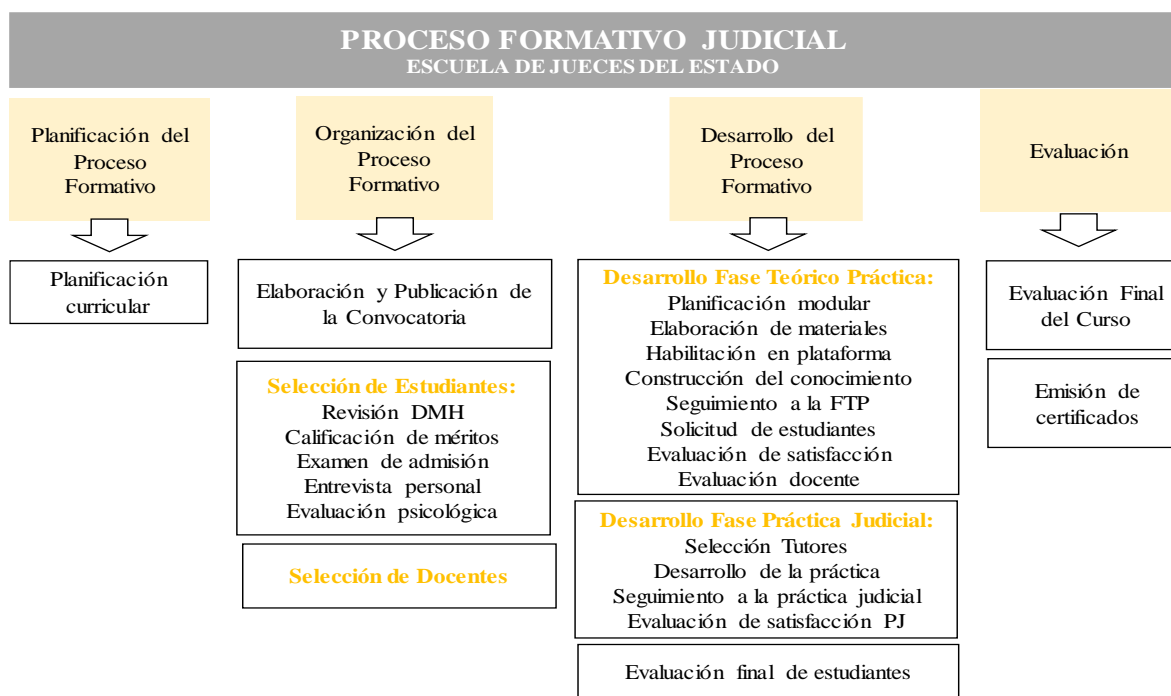 PROCESO FORMATIVO JUDICIAL
ESCUELA DE JUECES DEL ESTADO
Planificación del
Proceso
Formativo
Planificación
curricular
Organización del
Proceso
Formativo
Elaboración y Publicación de
la Convocatoria
Selección de Estudiantes:
Revisión DMH
Calificación de méritos
Examen de admisión
Entrevista personal
Evaluación psicológica
Selección de Docentes
Desarrollo del
Proceso
Formativo
Desarrollo Fase Teórico Práctica:
Planificación modular
Elaboración de materiales
Habilitación en plataforma
Construcción del conocimiento
Seguimiento a la FTP
Solicitud de estudiantes
Evaluación de satisfacción
Evaluación docente
Desarrollo Fase Práctica Judicial:
Selección Tutores
Desarrollo de la práctica
Seguimiento a la práctica judicial
Evaluación de satisfacción PJ
Evaluación final de estudiantes
Evaluación
Evaluación Final
del Curso
Emisión de
certificados